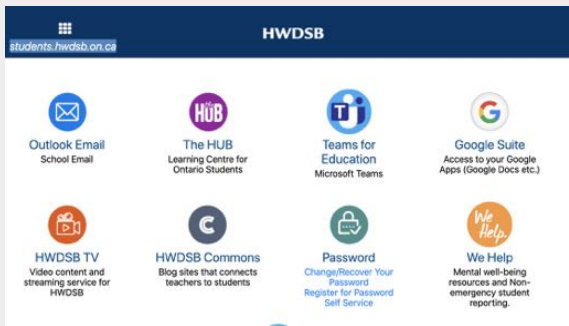 students.hwdsb.on.ca
HWDSB
Outlook Email
School Email
HUB
The HUB
Learning Centre for
Ontario Students
T
Teams for
Education
Microsoft Teams
G
Google Suite
Access to your Google
Apps (Google Docs etc.)
HWDSB TV
Video content and
streaming service for
HWDSB
C
HWDSB Commons
Blog sites that connects
teachers to students
Password
Change/Recover Your
Password
Register for Password
Self Service
We
Help.
We Help
Mental well-being
resources and Non-
emergency student
reporting.